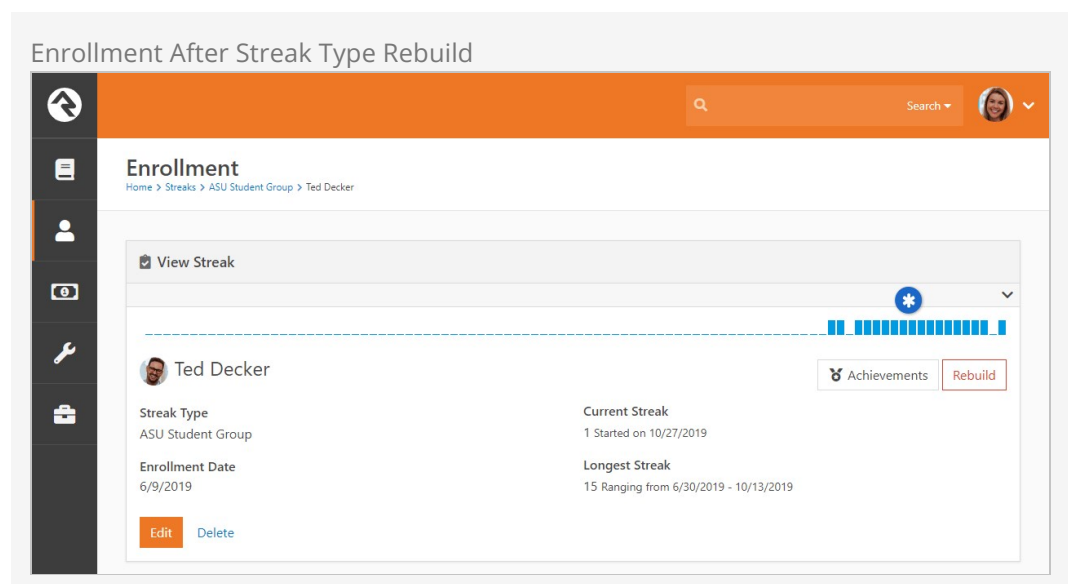 Enrollment After Streak Type Rebuild
Search
Enrollment
Home > Streaks > ASU Student Group > Ted Decker
View Streak
Ted Decker
Achievements
Rebuild
Streak Type
ASU Student Group
Current Streak
1 Started on 10/27/2019
Enrollment Date
6/9/2019
Longest Streak
15 Ranging from 6/30/2019 - 10/13/2019
Edit
Delete